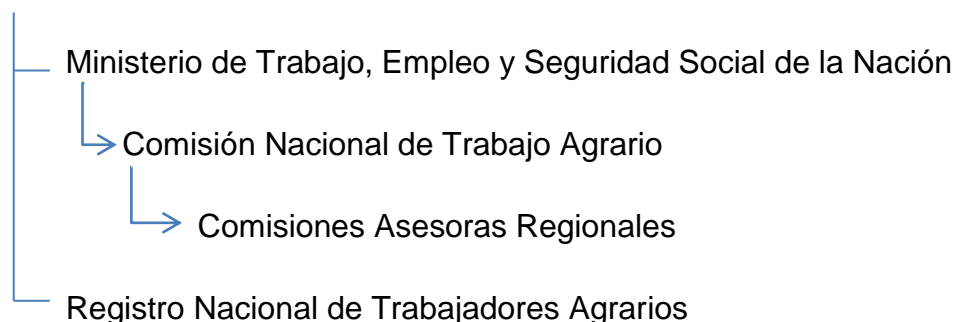 Ministerio de Trabajo, Empleo y Seguridad Social de la Nación
Comisión Nacional de Trabajo Agrario
Comisiones Asesoras Regionales
Registro Nacional de Trabajadores Agrarios